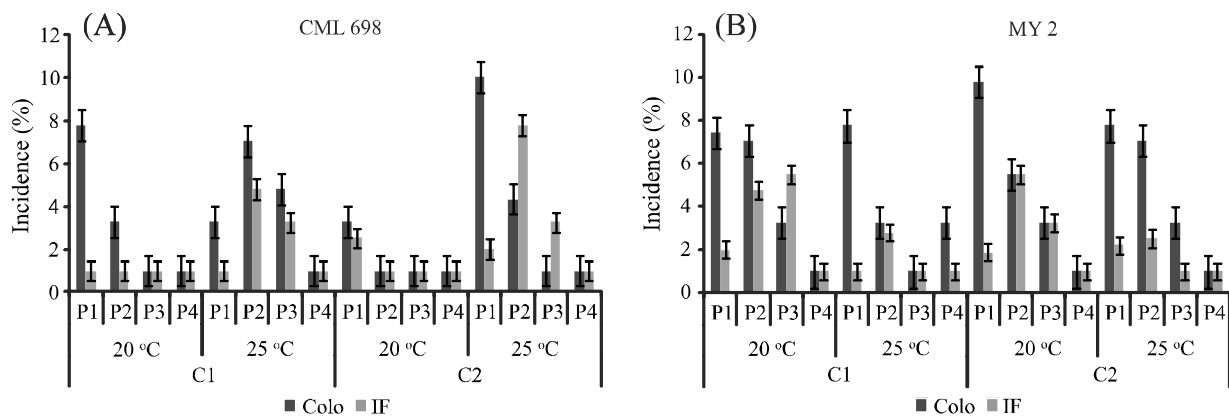 (A) CML 698
Incidence (%)
12
10
8
6
4
2
0
P1 P2 P3 P4 P1 P2 P3 P4 P1 P2 P3 P4 P1 P2 P3 P4
20 °C 25 °C 20 °C 25 °C
C1 C2
Colo IF
(B) MY 2
Incidence (%)
12
10
8
6
4
2
0
P1 P2 P3 P4 P1 P2 P3 P4 P1 P2 P3 P4 P1 P2 P3 P4
20 °C 25 °C 20 °C 25 °C
C1 C2
Colo IF